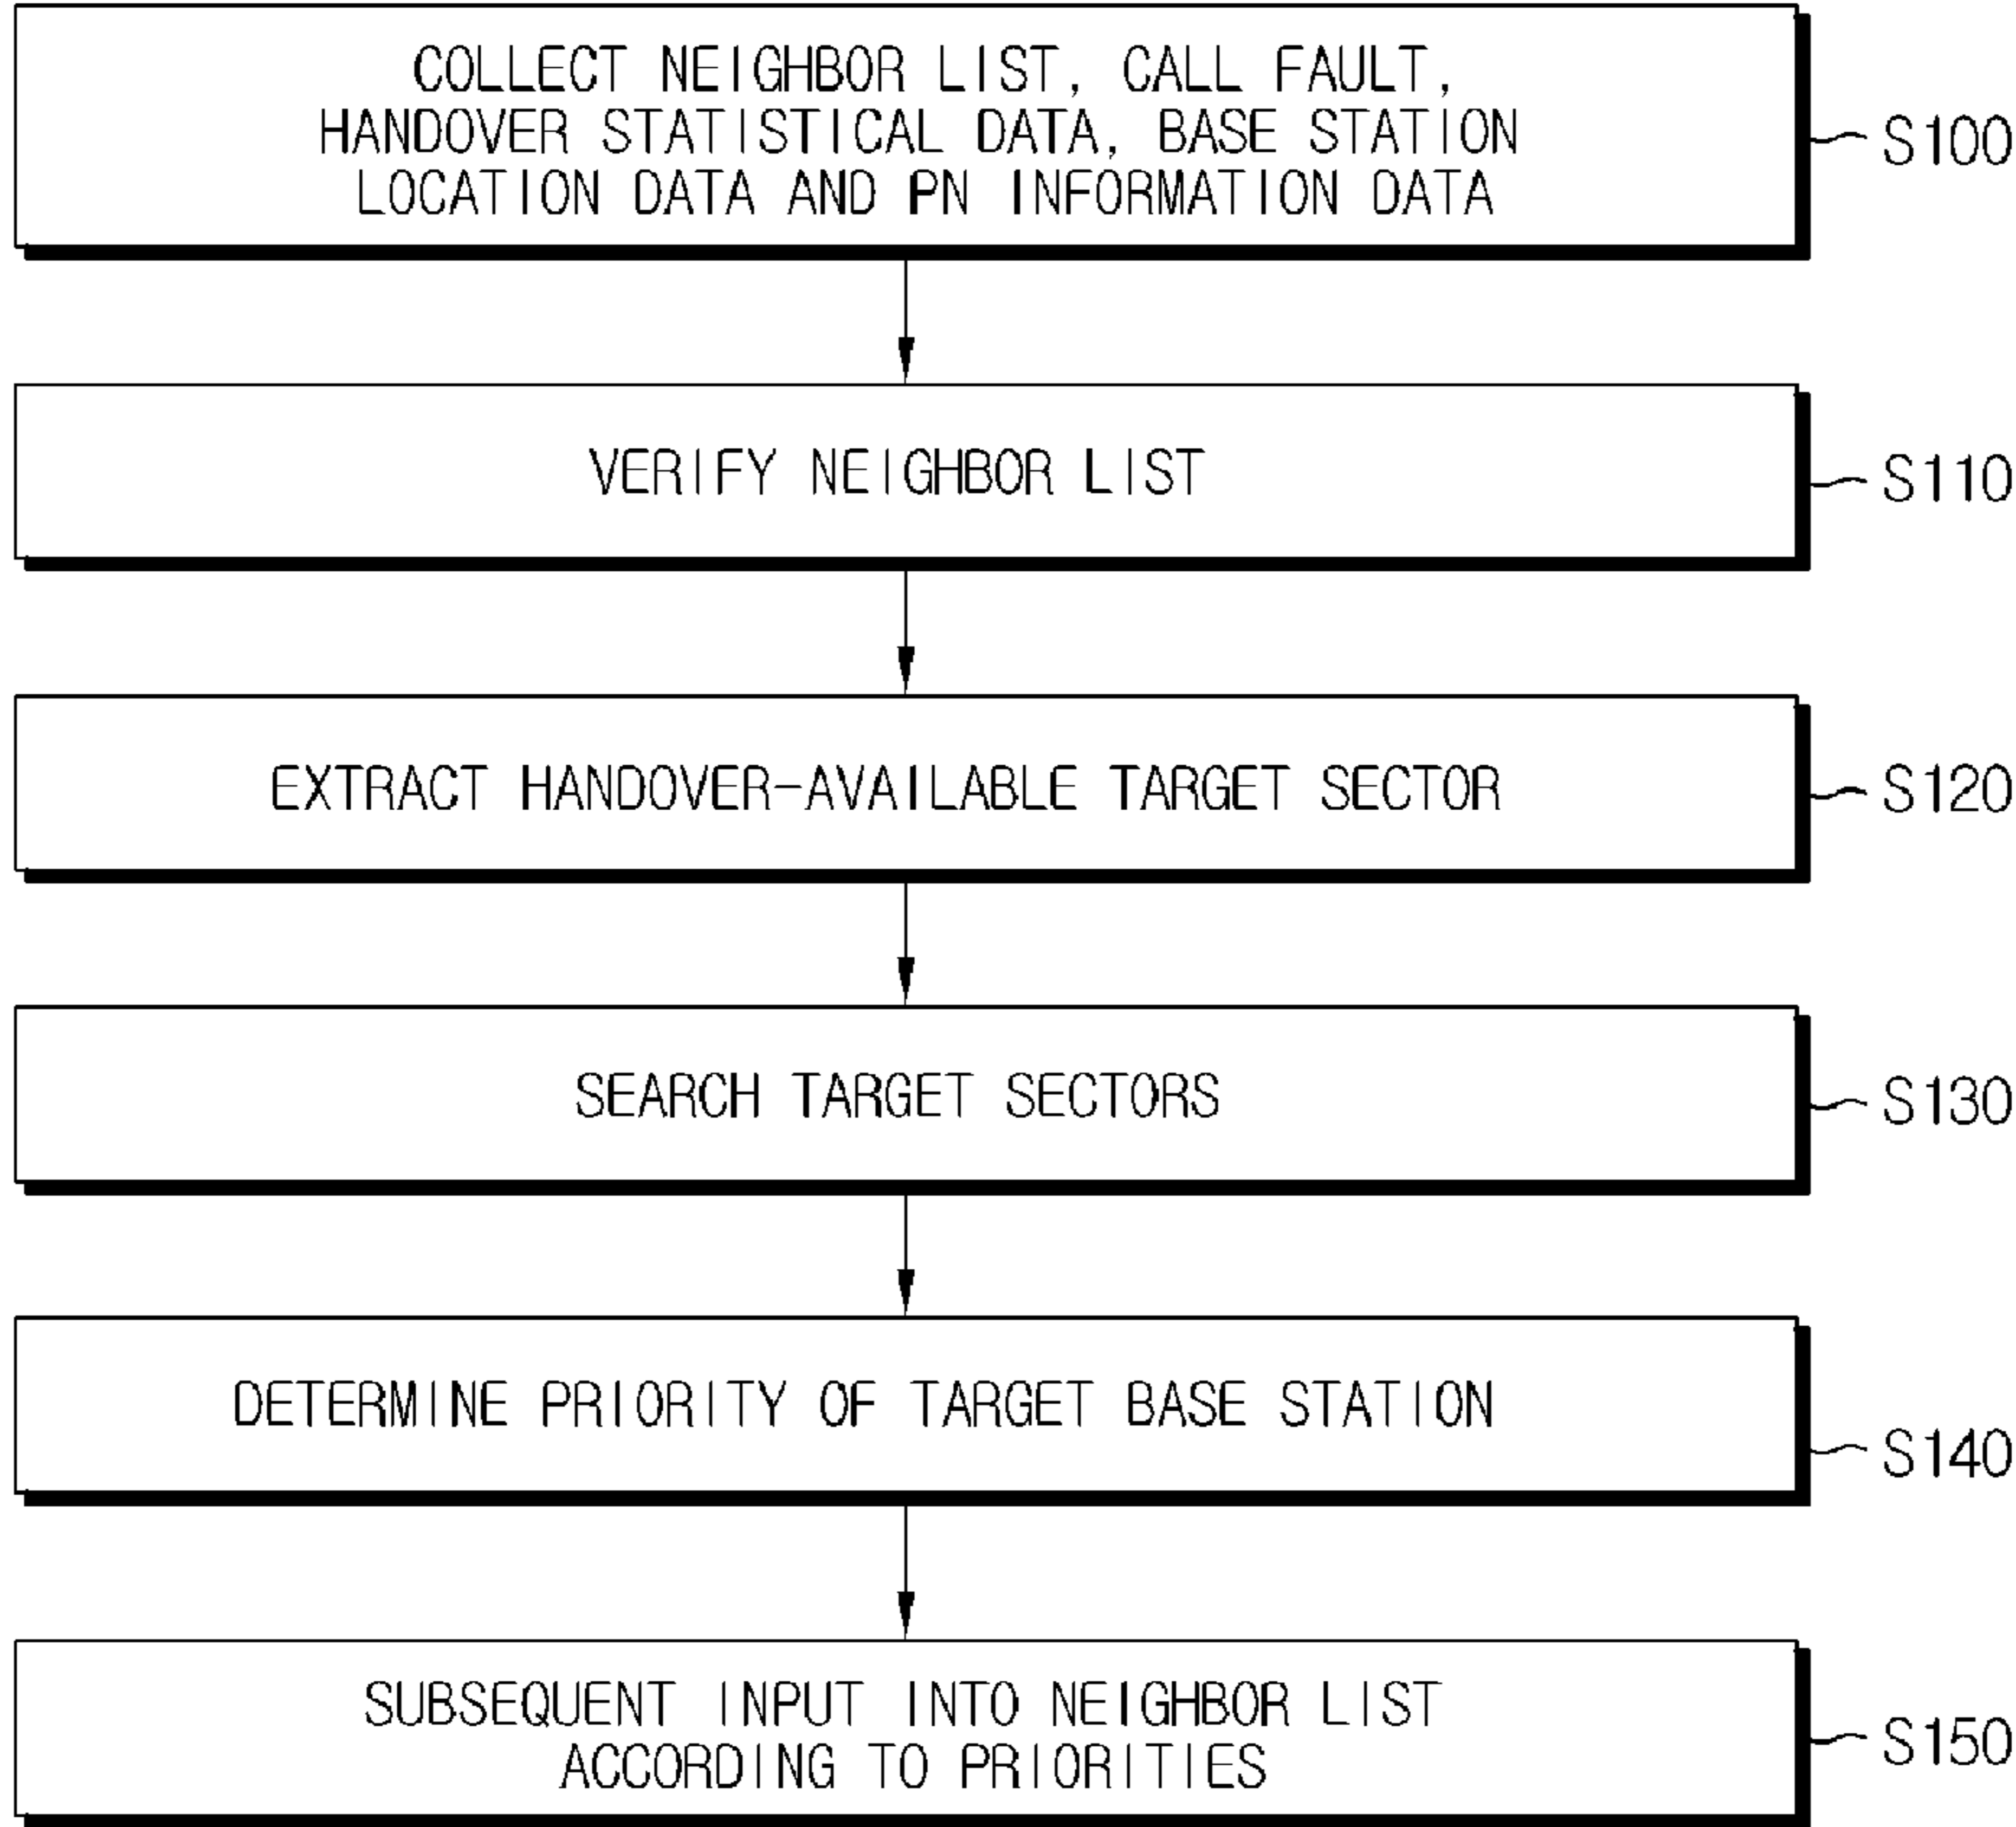 COLLECT NEIGHBOR LIST, CALL FAULT,
HANDOVER STATISTICAL DATA, BASE STATION
LOCATION DATA AND PN INFORMATION DATA
S100
VERIFY NEIGHBOR LIST
S110
EXTRACT HANDOVER-AVAILABLE TARGET SECTOR
S120
SEARCH TARGET SECTORS
S130
DETERMINE PRIORITY OF TARGET BASE STATION
S140
SUBSEQUENT INPUT INTO NEIGHBOR LIST
ACCORDING TO PRIORITIES
S150